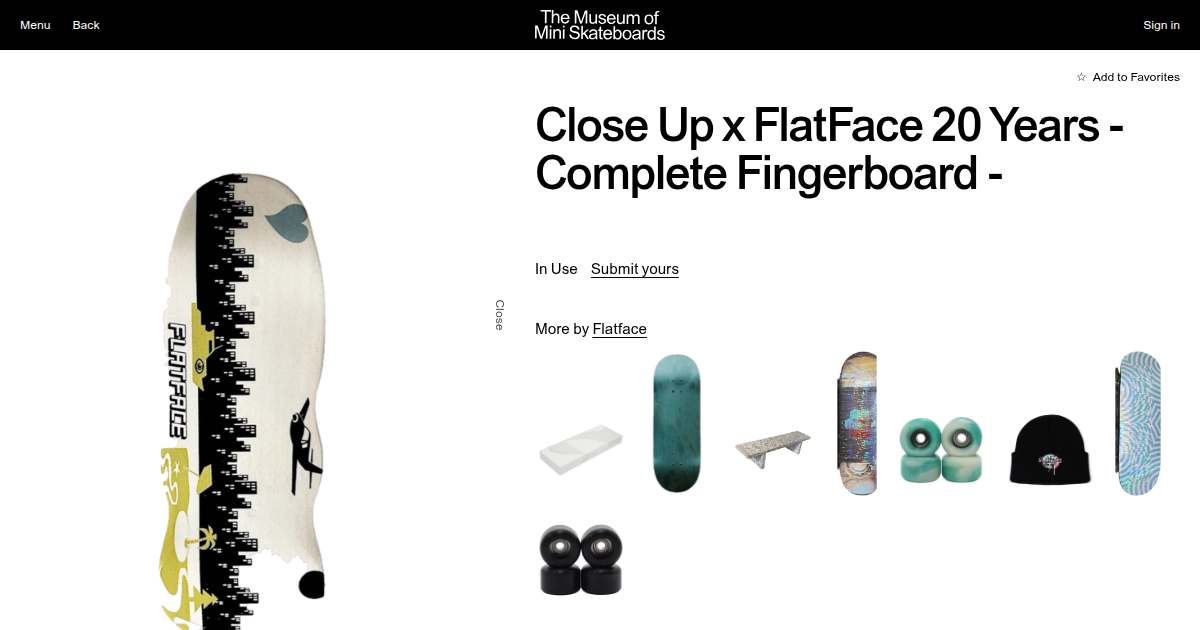 Menu
Back
The Museum of
Mini Skateboards
Sign in
☆ Add to Favorites
Close Up x FlatFace 20 Years -
Complete Fingerboard -
In Use
Submit yours
Close
More by Flatface
FLATFACE